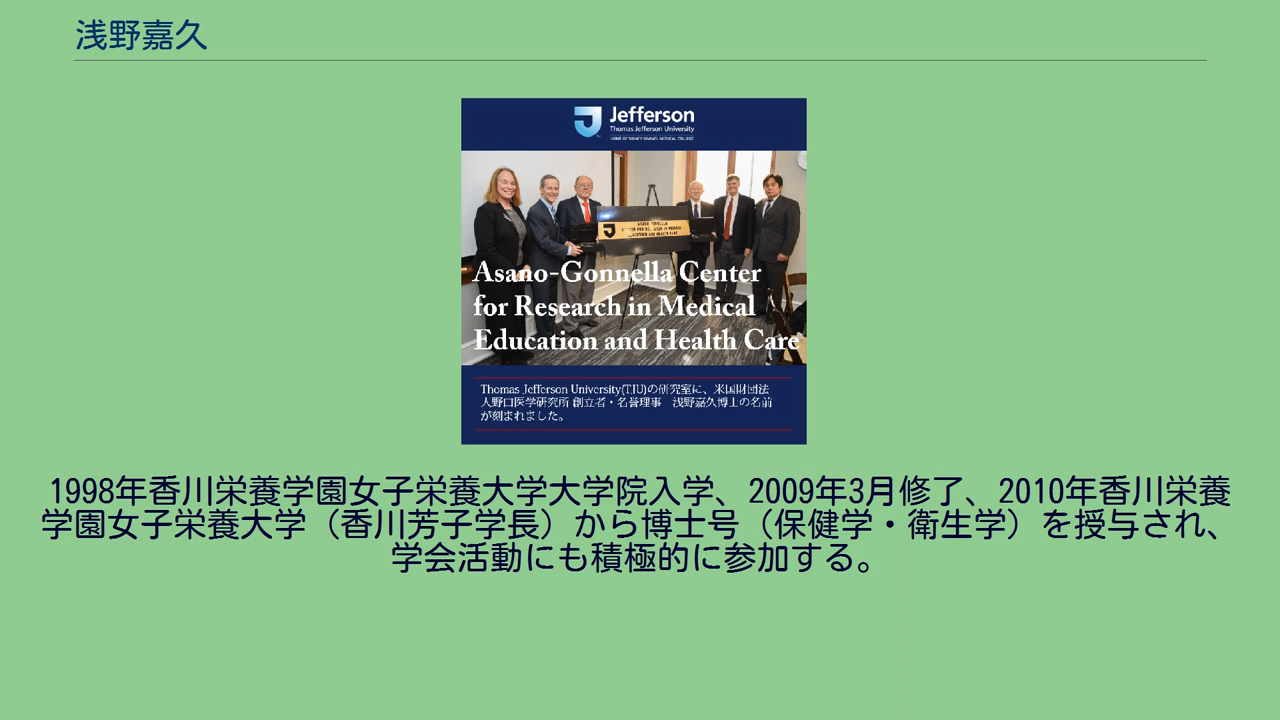 浅野嘉久
Jefferson
Thomas Jefferson University
HOME OF SIDNEY KIMMEL MEDICAL COLLEGE
Asano-Gonnella Center
for Research in Medical
Education and Health Care
Thomas Jefferson University(TJU)の研究室に、米国財団法
人野口医学研究所 創立者・名誉理事　浅野嘉久博士の名前
が刻まれました。
1998年香川栄養学園女子栄養大学大学院入学、2009年3月修了、2010年香川栄養
学園女子栄養大学（香川芳子学長）から博士号（保健学・衛生学）を授与され、
学会活動にも積極的に参加する。